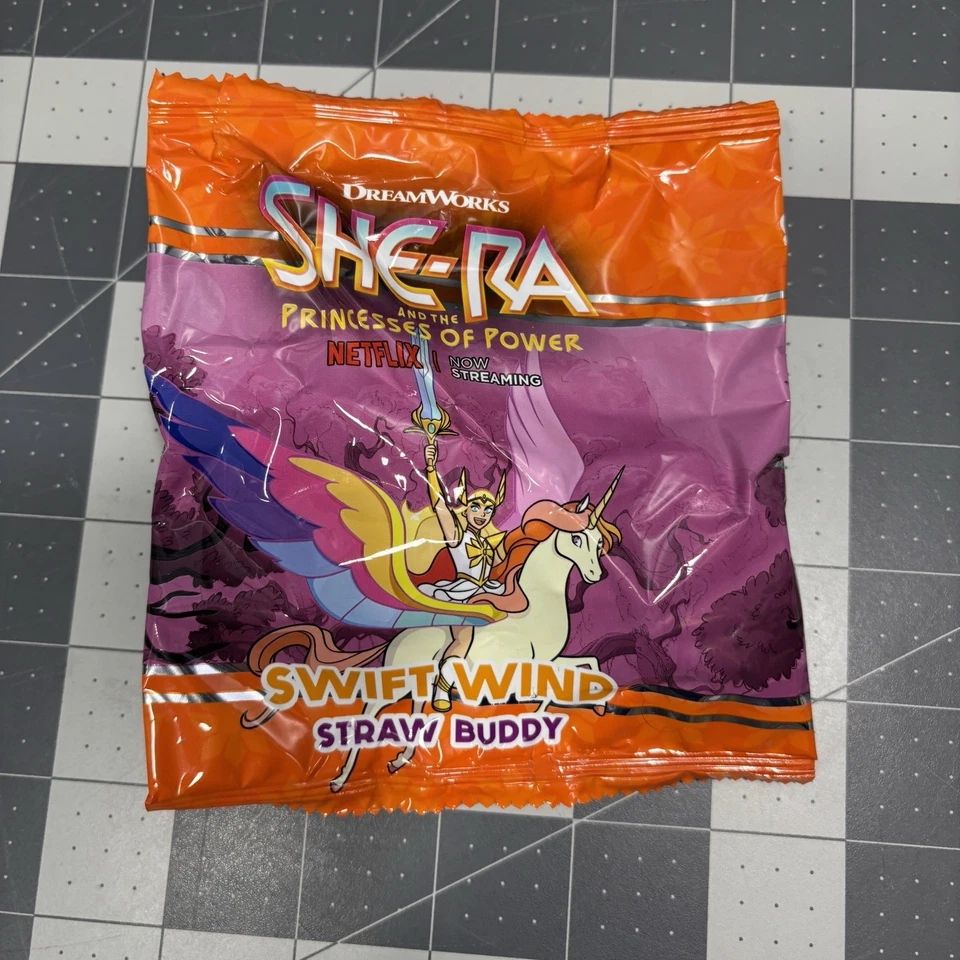 DREAMWORKS
SHE-RA
AND THE
PRINCESSES OF POWER
NETFLIX | NOW
STREAMING
SWIFT WIND
STRAW BUDDY